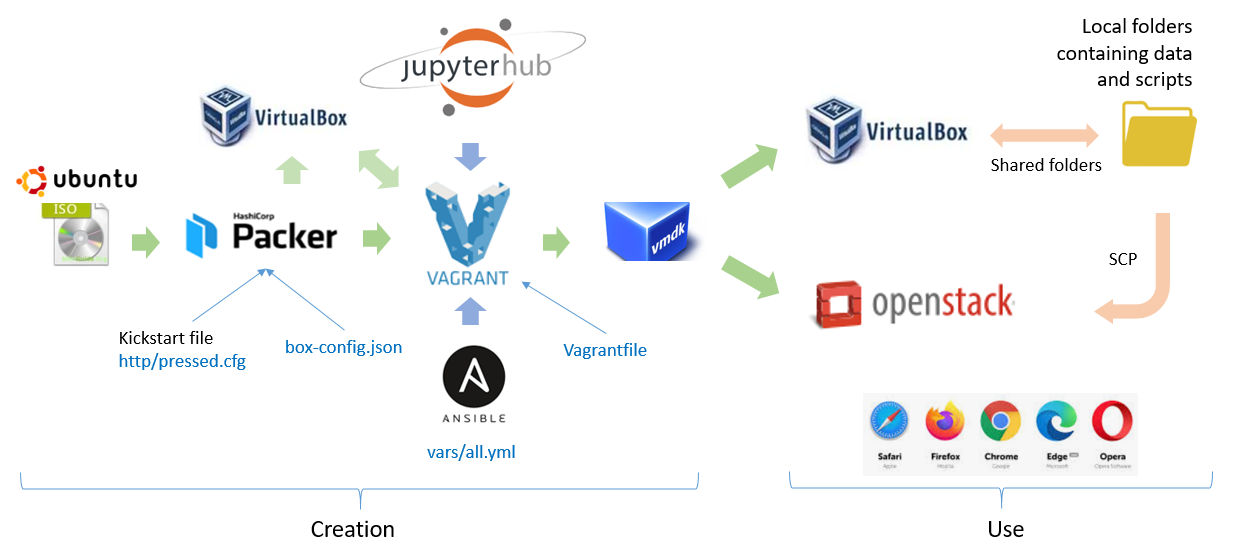 jupyterhub
Local folders
containing data
and scripts
VirtualBox
VirtualBox
Shared folders
ubuntu
ISO
HashiCorp
Packer
VAGRANT
vmdk
SCP
openstack
Kickstart file
http/pressed.cfg
box-config.json
Vagrantfile
A
ANSIBLE
vars/all.yml
Safari
Apple
Firefox
Mozilla
Chrome
Google
Edge
Microsoft
Opera
Opera Software
Creation
Use